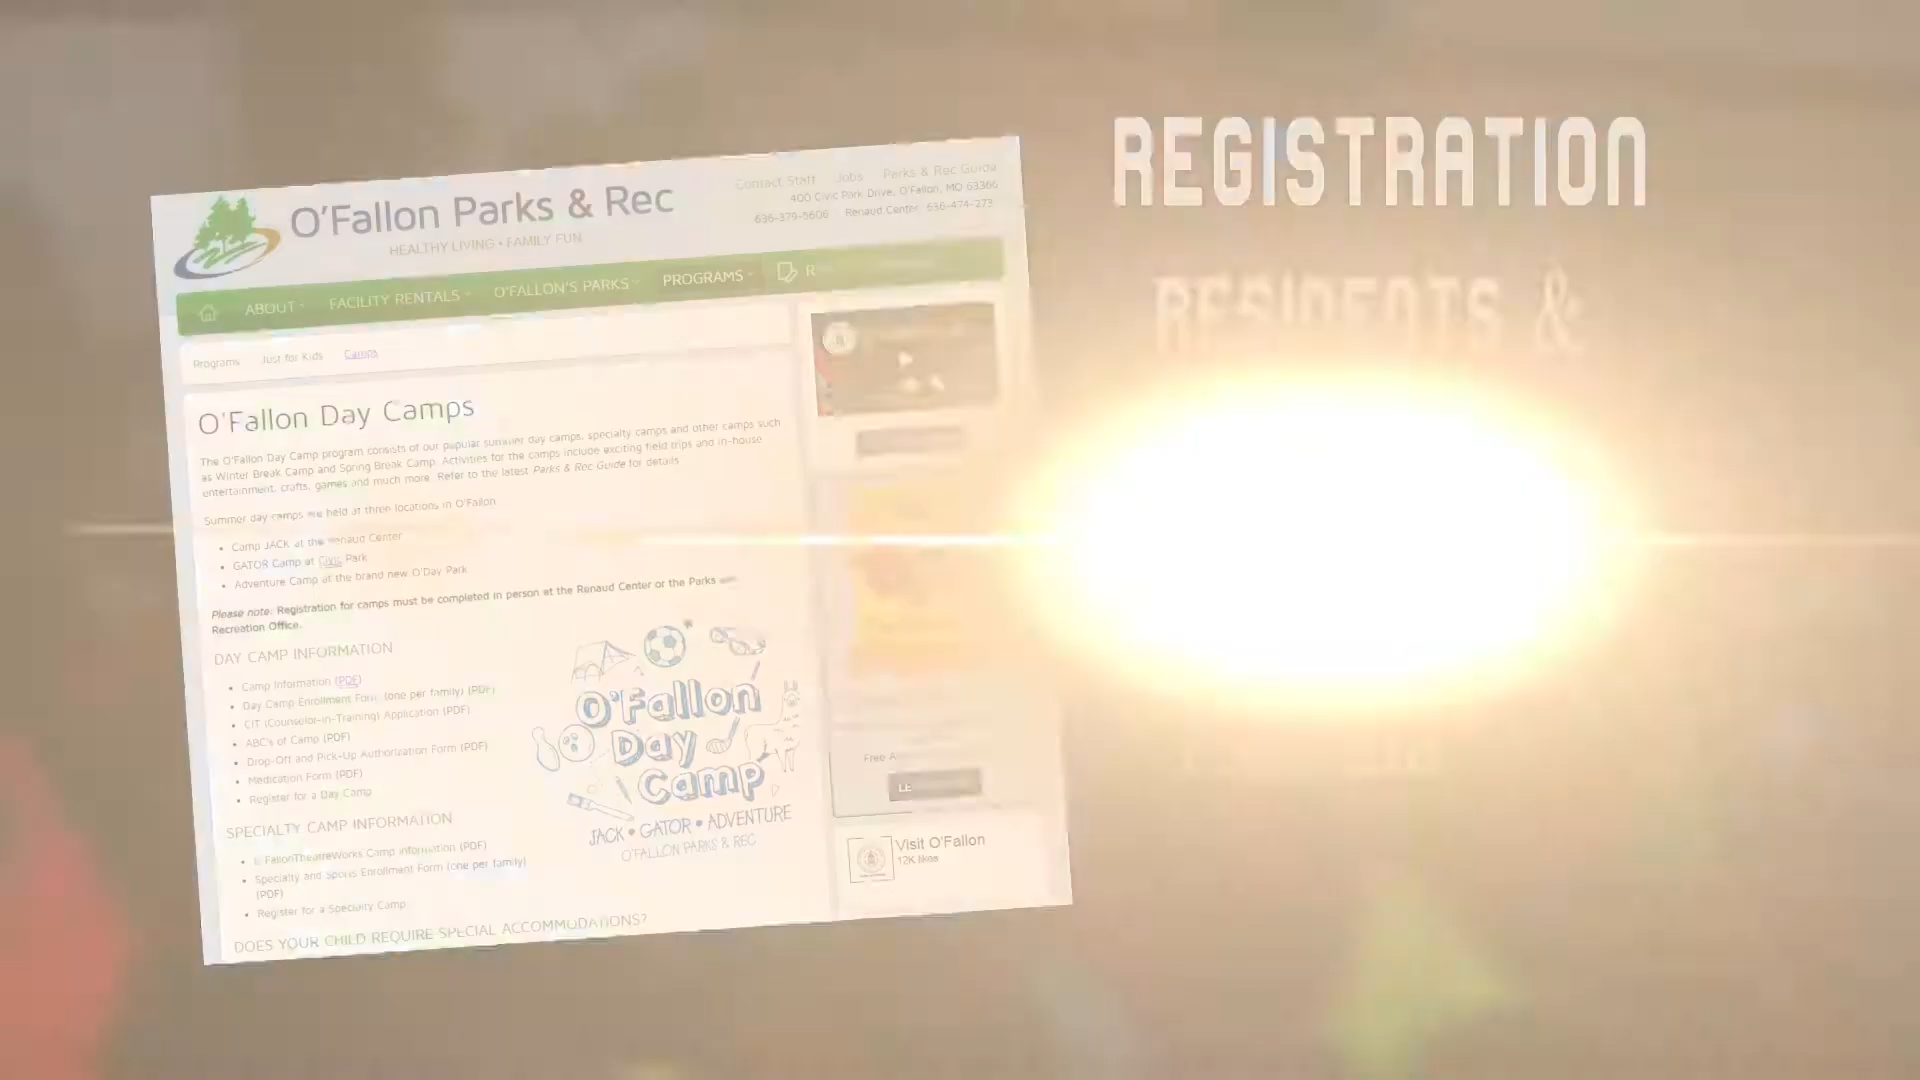 REGISTRATION
RESIDENTS &
O'Fallon Parks & Rec
HEALTHY LIVING • FAMILY FUN
Contact Staff Jobs Parks & Rec Guide
400 Civic Park Drive, O'Fallon, MO 63366
636-379-5606 Renaud Center: 636-474-273
ABOUT FACILITY RENTALS O'FALLON'S PARKS PROGRAMS R
Programs Just for Kids Camps
O'Fallon Day Camps
The O'Fallon Day Camp program consists of our popular summer day camps, specialty camps and other camps such
as Winter Break Camp and Spring Break Camp. Activities for the camps include exciting field trips and in-house
entertainment, crafts, games and much more. Refer to the latest Parks & Rec Guide for details
Summer day camps are held at three locations in O'Fallon
• Camp JACK at the Renaud Center
• GATOR Camp at Civic Park
• Adventure Camp at the brand new O'Day Park
Please note: Registration for camps must be completed in person at the Renaud Center or the Parks and
Recreation Office.
DAY CAMP INFORMATION
• Camp Information (PDF)
• Day Camp Enrollment Form (one per family) (PDF)
• CIT (Counselor-in-Training) Application (PDF)
• ABC's of Camp (PDF)
• Drop-Off and Pick-Up Authorization Form (PDF)
• Medication Form (PDF)
• Register for a Day Camp
SPECIALTY CAMP INFORMATION
• O'FallonTheatreWorks Camp information (PDF)
• Specialty and Sports Enrollment Form (one per family)
(PDF)
• Register for a Specialty Camp
DOES YOUR CHILD REQUIRE SPECIAL ACCOMMODATIONS?
O'Fallon
Day
Camp
JACK • GATOR • ADVENTURE
O'FALLON PARKS & REC
Free A
LE
Visit O'Fallon
12K likes